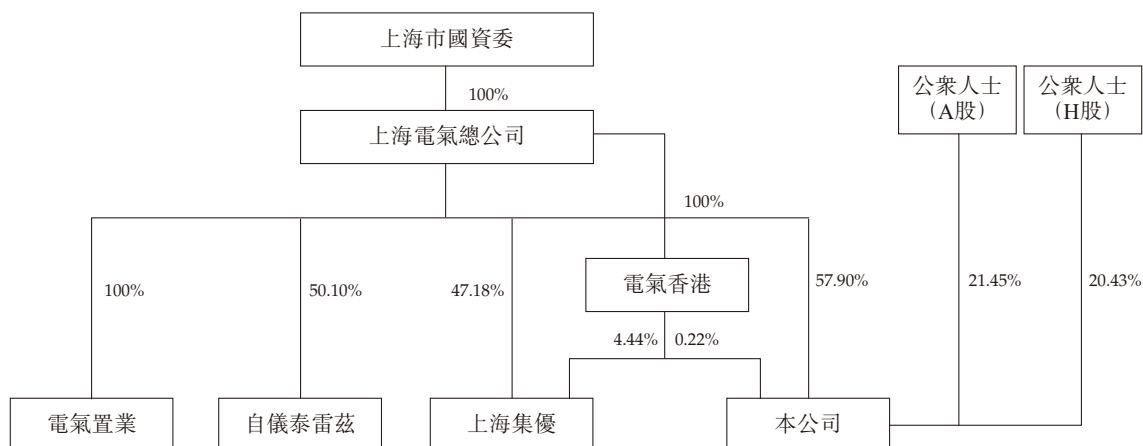 上海市國資委
100%
上海電氣總公司
公衆人士
(A股)
公衆人士
(H股)
100%
100%
50.10%
47.18%
電氣香港
57.90%
21.45%
20.43%
4.44%
0.22%
電氣置業
自儀泰雷茲
上海集優
本公司